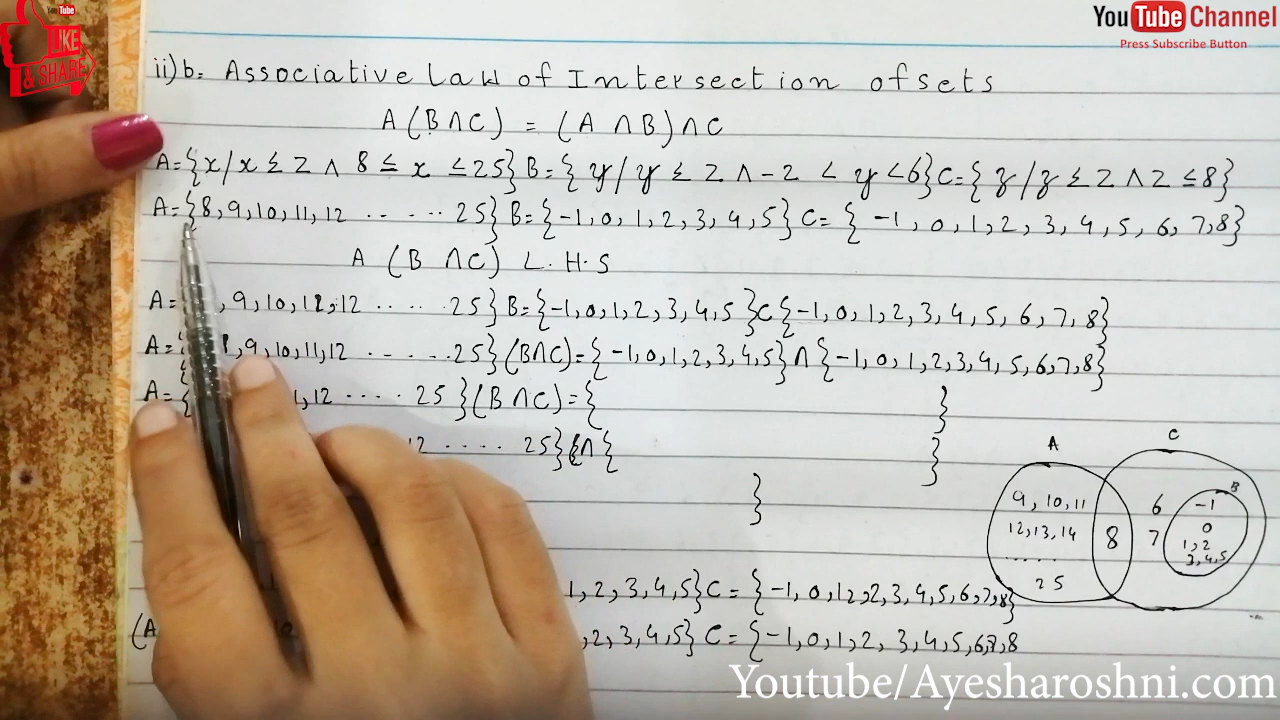 YouTube
LIKE
& SHARE
YouTube Channel
Press Subscribe Button
ii)b. Associative law of Intersection of sets
A (B ∩ C) = (A ∩ B) ∩ C
A={x/x ≤ Z ∧ 8 ≤ x ≤ 25} B={y/y ≤ Z ∧ -2 < y < 6} C={z/z ≤ Z ∧ Z ≤ 8}
A={8,9,10,11,12 ...... 25} B={-1,0,1,2,3,4,5} C={-1,0,1,2,3,4,5,6,7,8}
A (B ∩ C) L.H.S
A= ,9,10,11,12 ..... 25} B={-1,0,1,2,3,4,5} C{-1,0,1,2,3,4,5,6,7,8}
A={8,9,10,11,12 ...... 25} (B∩C)={-1,0,1,2,3,4,5} ∩ {-1,0,1,2,3,4,5,6,7,8}
A={ 1,12 .... 25} (B ∩ C)={ }
12 .... 25} ∩ { }
}
A C
B
9, 10, 11
12, 13, 14
......
25
8
6
7
-1
0
1, 2
3, 4, 5
1,2,3,4,5} C = {-1,0,1,2,3,4,5,6,7,8}
(A ,2,3,4,5} C = {-1,0,1,2,3,4,5,6,7,8
Youtube/Ayesharoshni.com